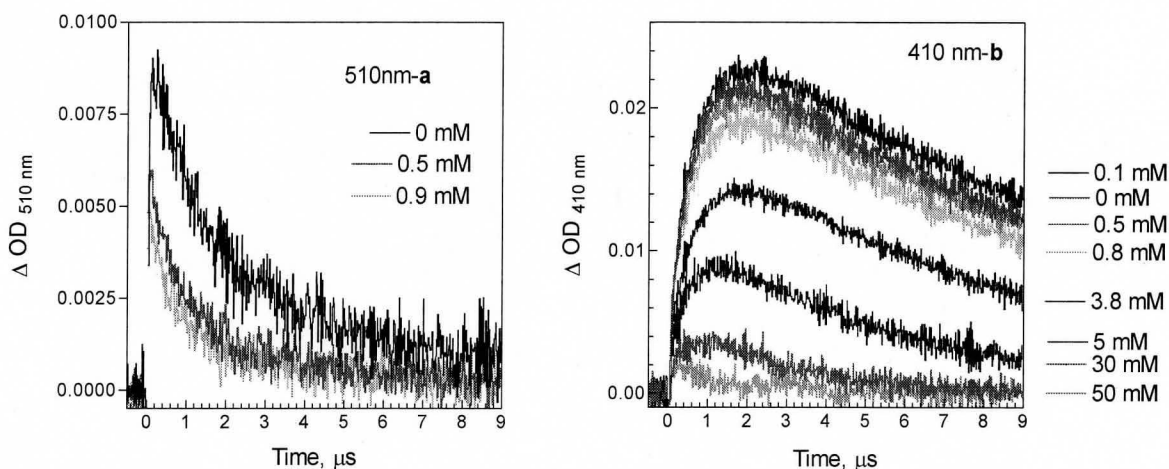 0.0100
0.0075
0.0050
0.0025
0.0000
Δ OD 510 nm
510nm-a
0 mM
0.5 mM
0.9 mM
0 1 2 3 4 5 6 7 8 9
Time, μs
0.02
0.01
0.00
Δ OD 410 nm
410 nm-b
0.1 mM
0 mM
0.5 mM
0.8 mM
3.8 mM
5 mM
30 mM
50 mM
0 1 2 3 4 5 6 7 8 9
Time, μs